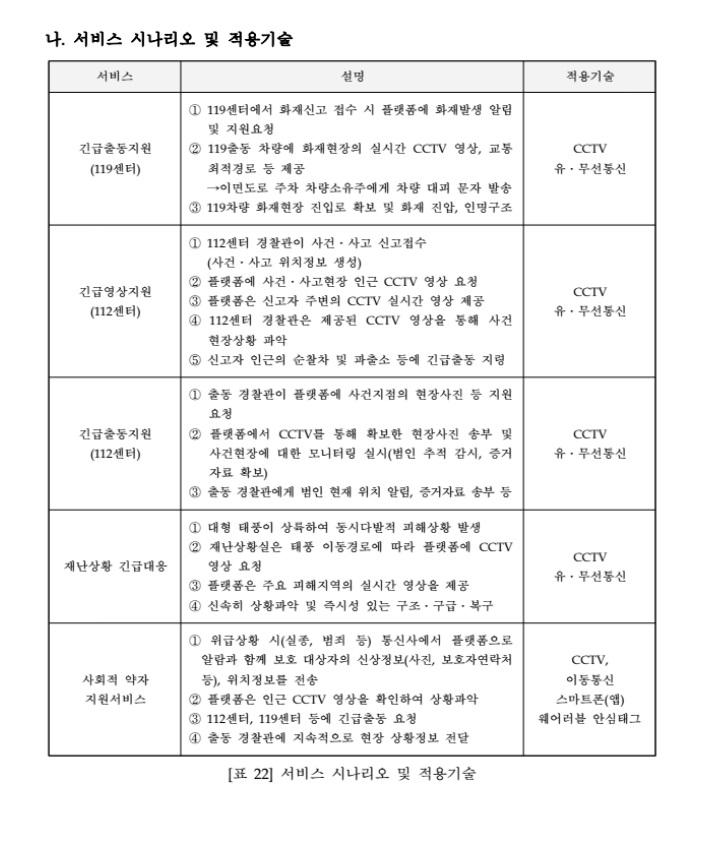 나. 서비스 시나리오 및 적용기술
서비스
설명
적용기술
긴급출동지원
(119센터)
① 119센터에서 화재신고 접수 시 플랫폼에 화재발생 알림
및 지원요청
② 119출동 차량에 화재현장의 실시간 CCTV 영상, 교통
최적경로 등 제공
→이면도로 주차 차량소유주에게 차량 대피 문자 발송
③ 119차량 화재현장 진입로 확보 및 화재 진압, 인명구조
CCTV
유・무선통신
긴급영상지원
(112센터)
① 112센터 경찰관이 사건・사고 신고접수
(사건・사고 위치정보 생성)
② 플랫폼에 사건・사고현장 인근 CCTV 영상 요청
③ 플랫폼은 신고자 주변의 CCTV 실시간 영상 제공
④ 112센터 경찰관은 제공된 CCTV 영상을 통해 사건
현장상황 파악
⑤ 신고자 인근의 순찰차 및 파출소 등에 긴급출동 지령
CCTV
유・무선통신
긴급출동지원
(112센터)
① 출동 경찰관이 플랫폼에 사건지점의 현장사진 등 지원
요청
② 플랫폼에서 CCTV를 통해 확보한 현장사진 송부 및
사건현장에 대한 모니터링 실시(범인 추적 감시, 증거
자료 확보)
③ 출동 경찰관에게 범인 현재 위치 알림, 증거자료 송부 등
CCTV
유・무선통신
재난상황 긴급대응
① 대형 태풍이 상륙하여 동시다발적 피해상황 발생
② 재난상황실은 태풍 이동경로에 따라 플랫폼에 CCTV
영상 요청
③ 플랫폼은 주요 피해지역의 실시간 영상을 제공
④ 신속히 상황파악 및 즉시성 있는 구조・구급・복구
CCTV
유・무선통신
사회적 약자
지원서비스
① 위급상황 시(실종, 범죄 등) 통신사에서 플랫폼으로
알람과 함께 보호 대상자의 신상정보(사진, 보호자연락처
등), 위치정보를 전송
② 플랫폼은 인근 CCTV 영상을 확인하여 상황파악
③ 112센터, 119센터 등에 긴급출동 요청
④ 출동 경찰관에 지속적으로 현장 상황정보 전달
CCTV,
이동통신
스마트폰(앱)
웨어러블 안심태그
[표 22] 서비스 시나리오 및 적용기술